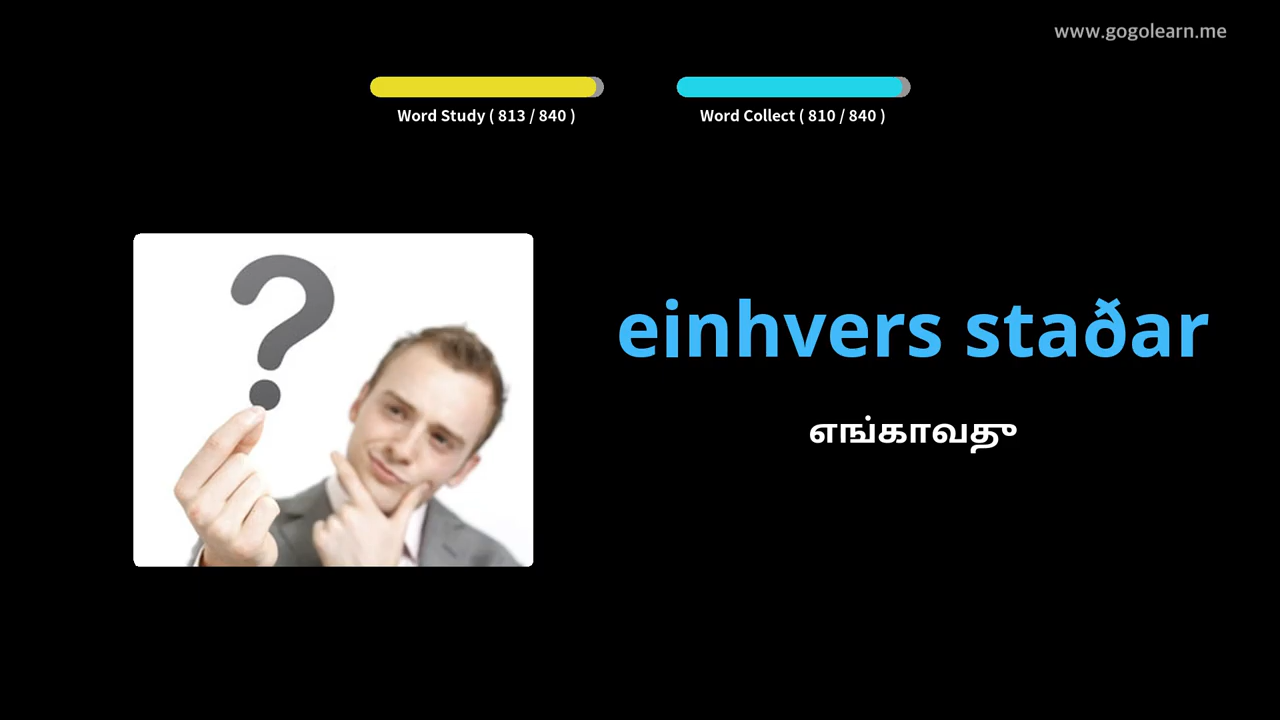 www.gogolearn.me
Word Study ( 813 / 840 )
Word Collect ( 810 / 840 )
einhvers staðar
எங்காவது